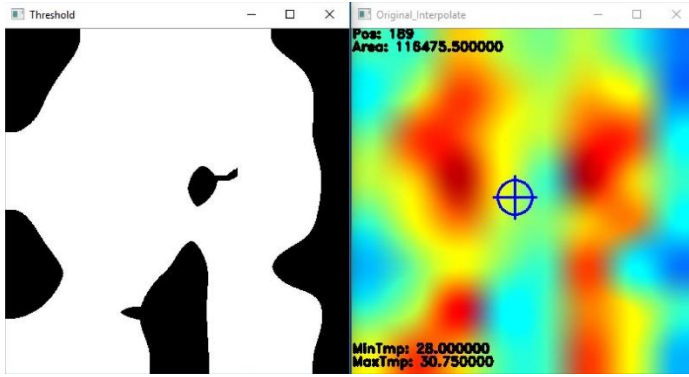 Threshold
Original_Interpolate
Pos: 189
Area: 116475.500000
MinTmp: 28.000000
MaxTmp: 30.750000